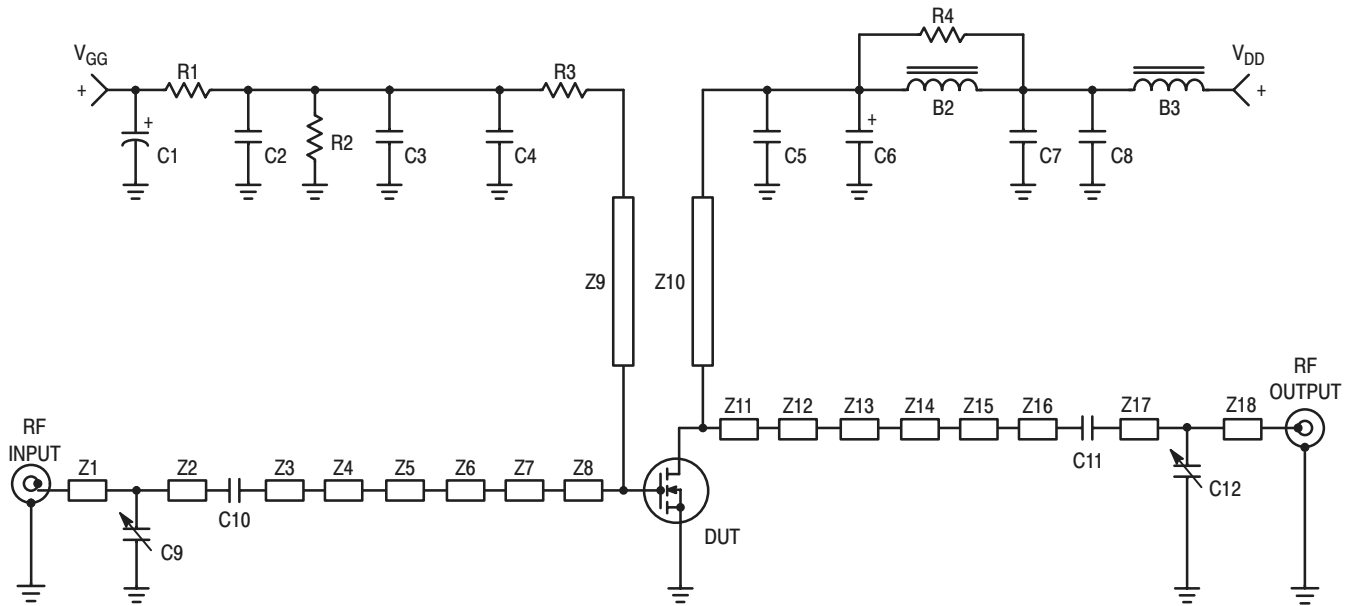 R4
VGG
+
R1
R3
VDD
+
B2
B3
+
C1
C2
R2
C3
C4
C5
+
C6
C7
C8
Z9
Z10
RF
INPUT
RF
OUTPUT
Z11
Z12
Z13
Z14
Z15
Z16
Z17
Z18
C11
C12
Z1
Z2
Z3
Z4
Z5
Z6
Z7
Z8
C10
C9
DUT